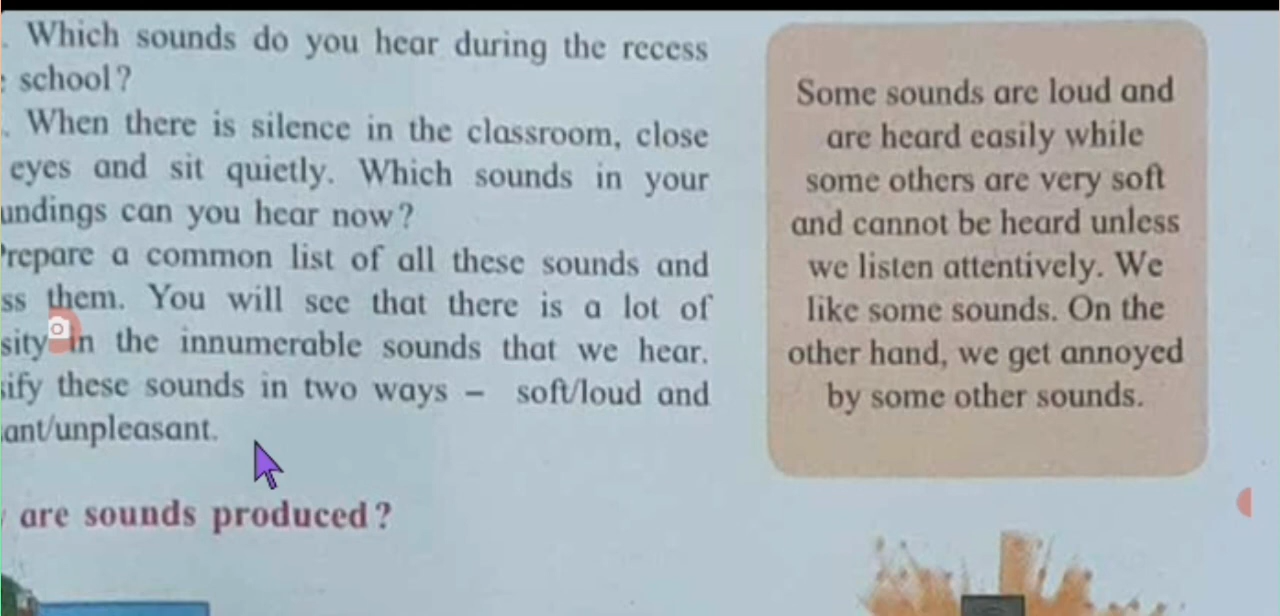 Which sounds do you hear during the recess
school?
When there is silence in the classroom, close
eyes and sit quietly. Which sounds in your
undings can you hear now?
repare a common list of all these sounds and
ss them. You will see that there is a lot of
sity in the innumerable sounds that we hear.
ify these sounds in two ways – soft/loud and
ant/unpleasant.
are sounds produced?
Some sounds are loud and
are heard easily while
some others are very soft
and cannot be heard unless
we listen attentively. We
like some sounds. On the
other hand, we get annoyed
by some other sounds.